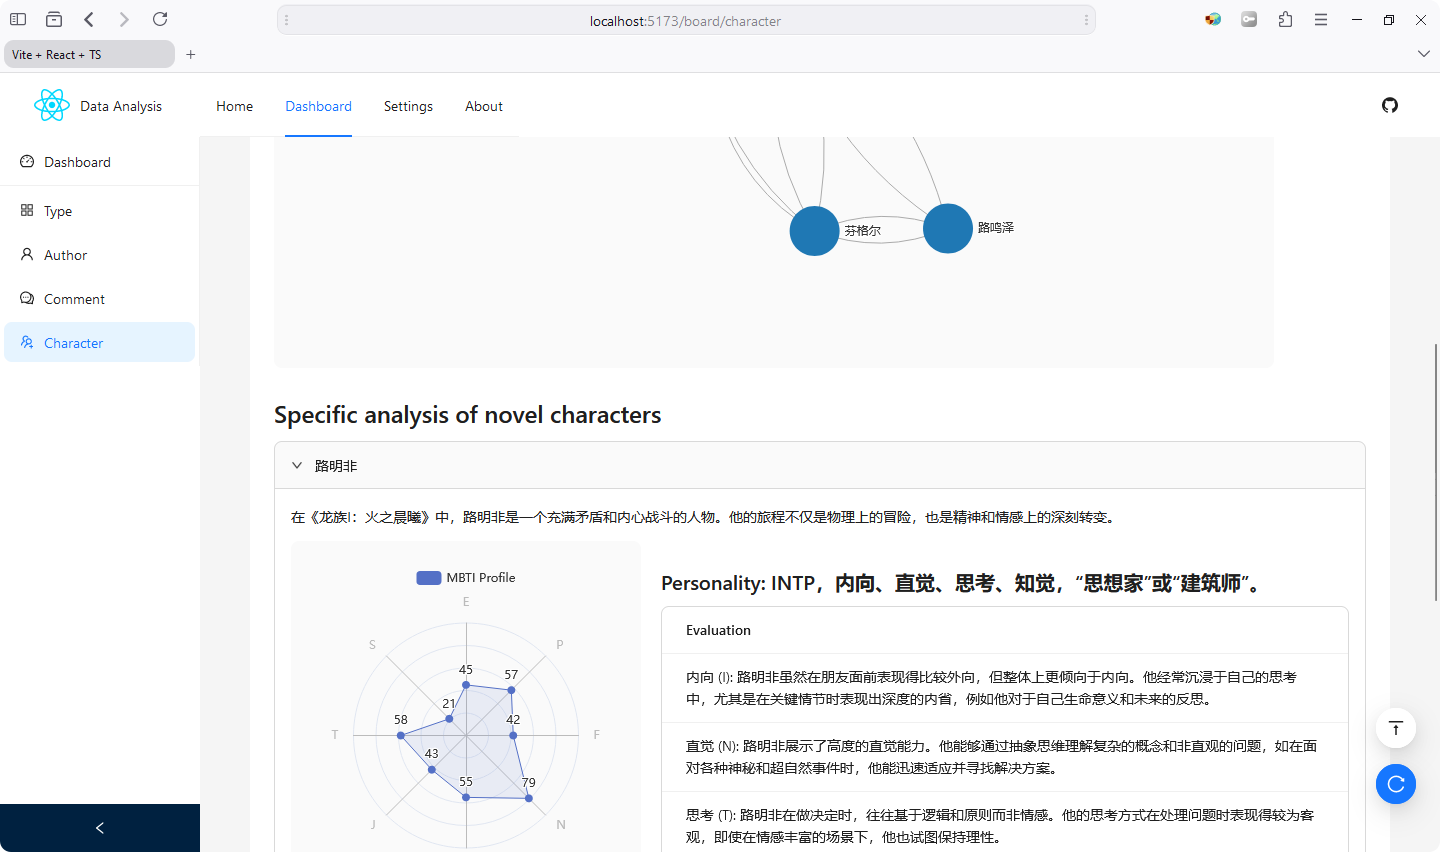 localhost:5173/board/character
Vite + React + TS
Data Analysis
Home
Dashboard
Settings
About
Dashboard
Type
Author
Comment
Character
芬格尔
路鸣泽
Specific analysis of novel characters
路明非
在《龙族I：火之晨曦》中，路明非是一个充满矛盾和内心战斗的人物。他的旅程不仅是物理上的冒险，也是精神和情感上的深刻转变。
MBTI Profile
E
S
P
45
57
21
58
42
T
F
43
55
79
J
N
Personality: INTP，内向、直觉、思考、知觉，“思想家”或“建筑师”。
Evaluation
内向 (I): 路明非虽然在朋友面前表现得比较外向，但整体上更倾向于内向。他经常沉浸于自己的思考
中，尤其是在关键情节时表现出深度的内省，例如他对于自己生命意义和未来的反思。
直觉 (N): 路明非展示了高度的直觉能力。他能够通过抽象思维理解复杂的概念和非直观的问题，如在面
对各种神秘和超自然事件时，他能迅速适应并寻找解决方案。
思考 (T): 路明非在做决定时，往往基于逻辑和原则而非情感。他的思考方式在处理问题时表现得较为客
观，即使在情感丰富的场景下，他也试图保持理性。